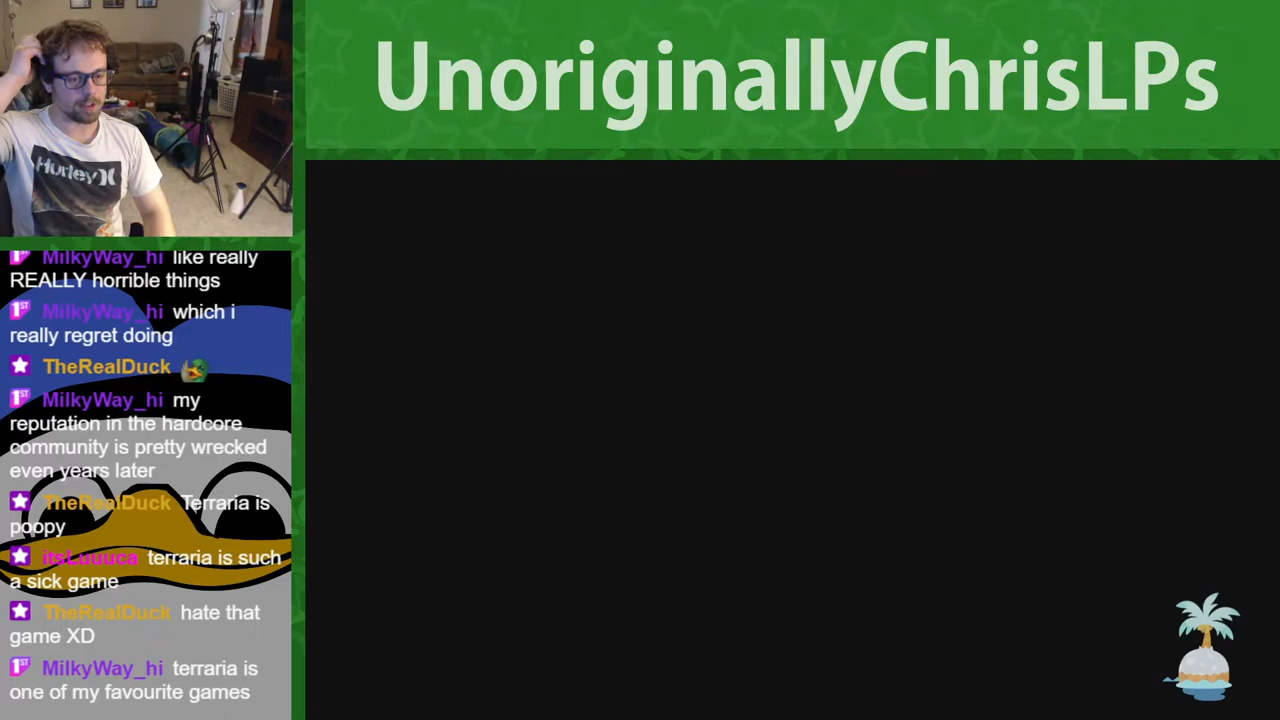 UnoriginallyChrisLPs
Hurley
MilkyWay_hi like really
REALLY horrible things
MilkyWay_hi which i
really regret doing
TheRealDuck
MilkyWay_hi my
reputation in the hardcore
community is pretty wrecked
even years later
TheRealDuck Terraria is
poopy
itsLuuuca terraria is such
a sick game
TheRealDuck hate that
game XD
MilkyWay_hi terraria is
one of my favourite games